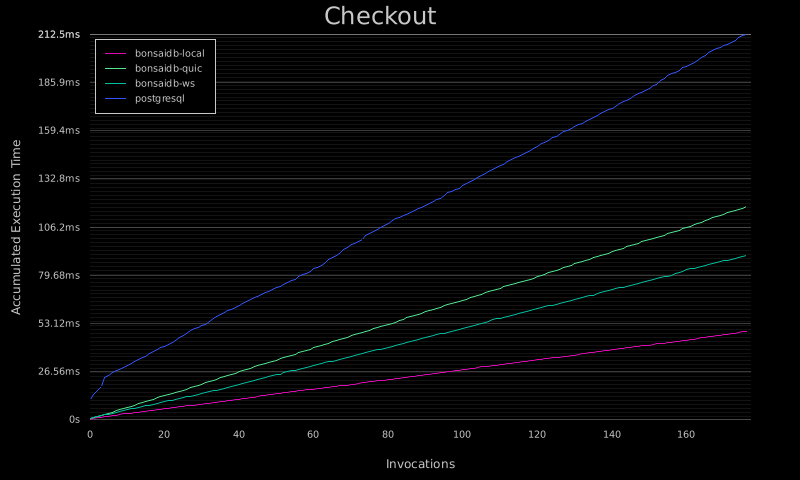 Checkout
212.5ms
185.9ms
159.4ms
132.8ms
106.2ms
79.68ms
53.12ms
26.56ms
0s
bonsaidb-local
bonsaidb-quic
bonsaidb-ws
postgresql
Accumulated Execution Time
0 20 40 60 80 100 120 140 160
Invocations